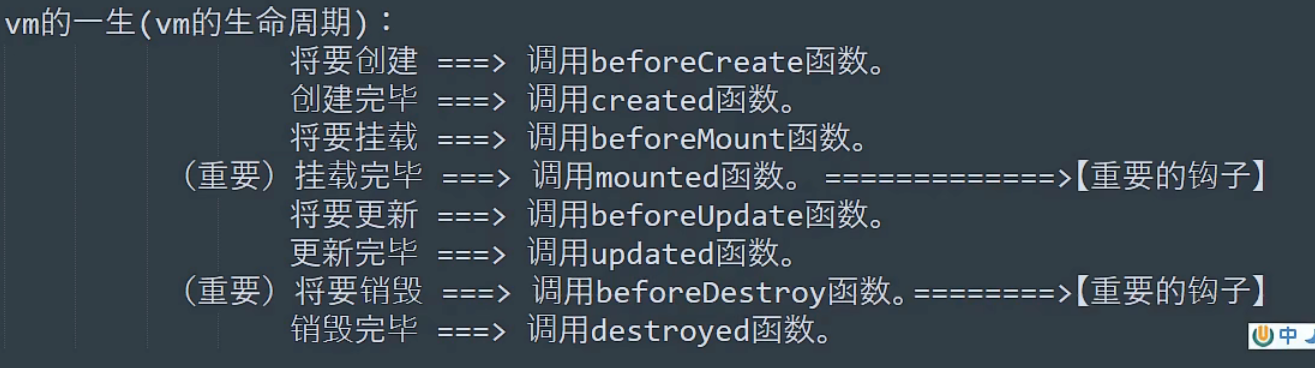 vm的一生(vm的生命周期)：
将要创建 ===> 调用beforeCreate函数。
创建完毕 ===> 调用created函数。
将要挂载 ===> 调用beforeMount函数。
（重要）挂载完毕 ===> 调用mounted函数。 =============>【重要的钩子】
将要更新 ===> 调用beforeUpdate函数。
更新完毕 ===> 调用updated函数。
（重要）将要销毁 ===> 调用beforeDestroy函数。========>【重要的钩子】
销毁完毕 ===> 调用destroyed函数。
中